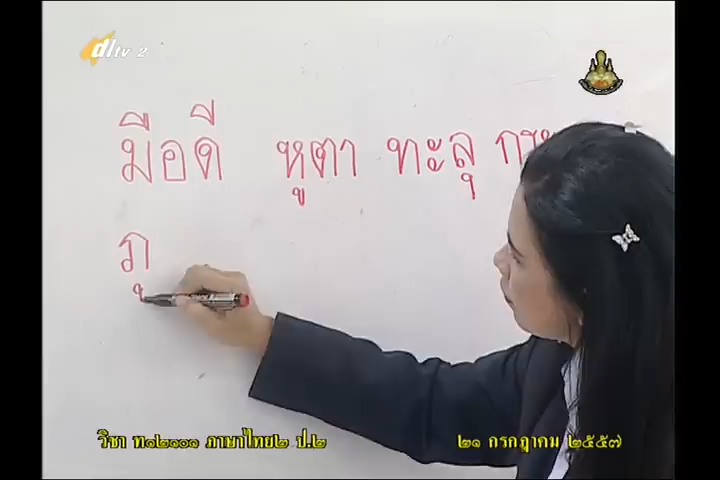 dltv 2
มือดี หูตา ทะลุ
ภู
วิชา ท๑๒๑๐๑ ภาษาไทย๒ ป.๒ ๒๑ กรกฎาคม ๒๕๕๗